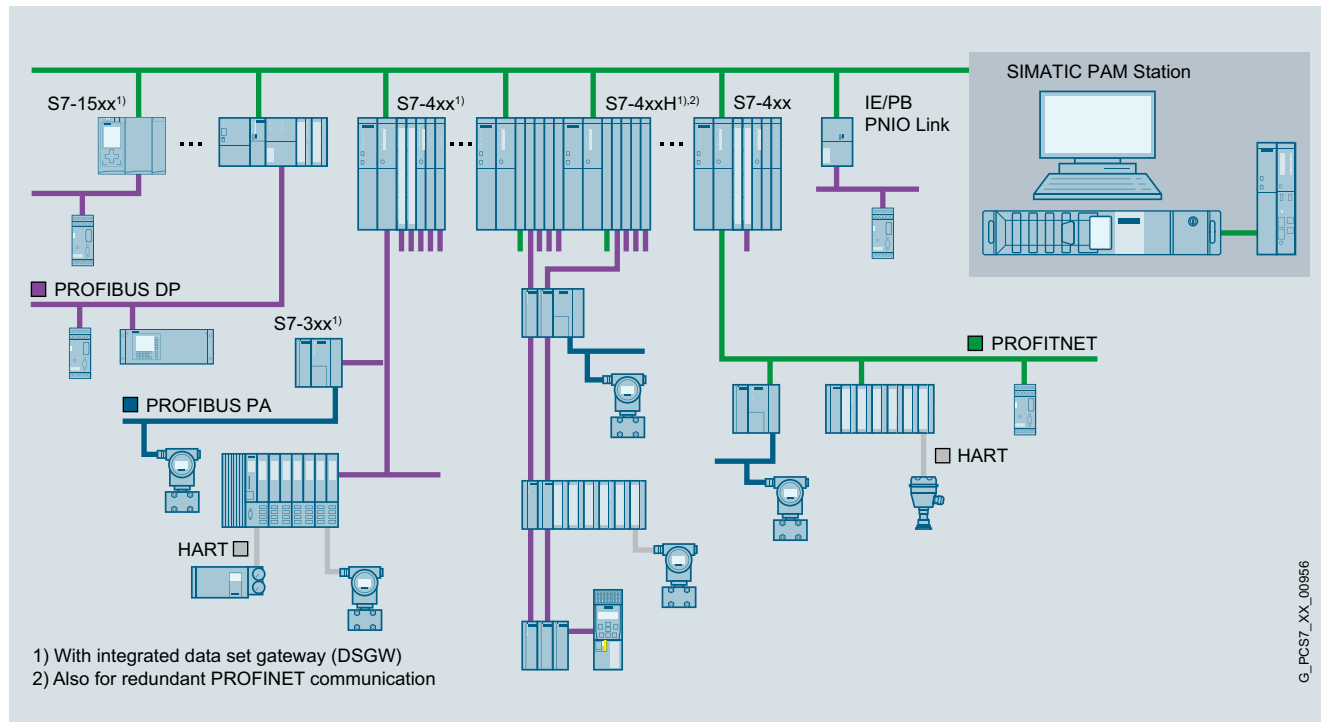 SIMATIC PAM Station
S7-15xx1)
S7-4xx1)
S7-4xxH1),2)
S7-4xx
IE/PB
PNIO Link
PROFIBUS DP
S7-3xx1)
PROFITNET
PROFIBUS PA
HART
HART
1) With integrated data set gateway (DSGW)
2) Also for redundant PROFINET communication
G_PCS7_XX_00956